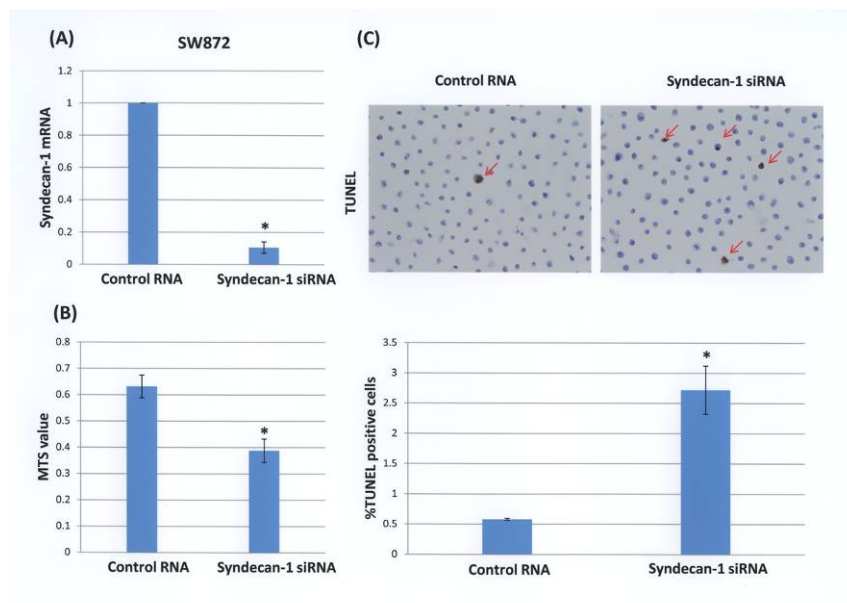 (A)
SW872
Syndecan-1 mRNA
1.2
1
0.8
0.6
0.4
0.2
0
*
Control RNA Syndecan-1 siRNA
(B)
MTS value
0.8
0.7
0.6
0.5
0.4
0.3
0.2
0.1
0
*
Control RNA Syndecan-1 siRNA
(C)
Control RNA Syndecan-1 siRNA
TUNEL
%TUNEL positive cells
3.5
3
2.5
2
1.5
1
0.5
0
*
Control RNA Syndecan-1 siRNA